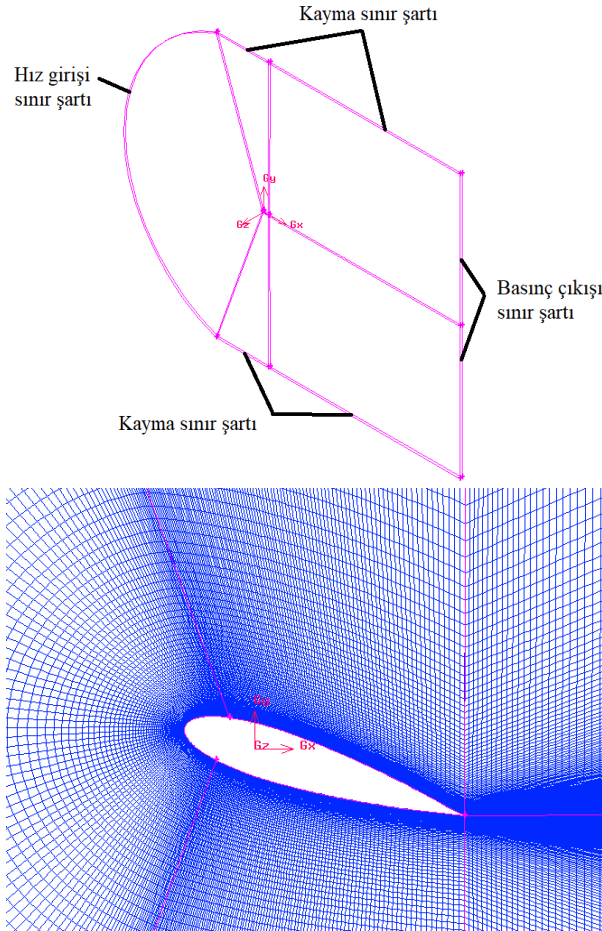 Kayma sınır şartı
Hız girişi
sınır şartı
Gy
Gz
Gx
Basınç çıkışı
sınır şartı
Kayma sınır şartı
Gz
Gx